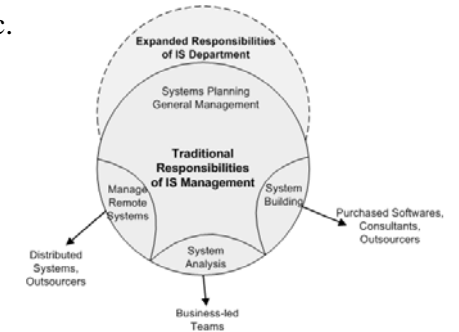 c.
Expanded Responsibilities
of IS Department
Systems Planning
General Management
Traditional
Responsibilities
of IS Management
Manage
Remote
Systems
System
Building
System
Analysis
Purchased Softwares,
Consultants,
Outsourcers
Distributed
Systems,
Outsourcers
Business-led
Teams